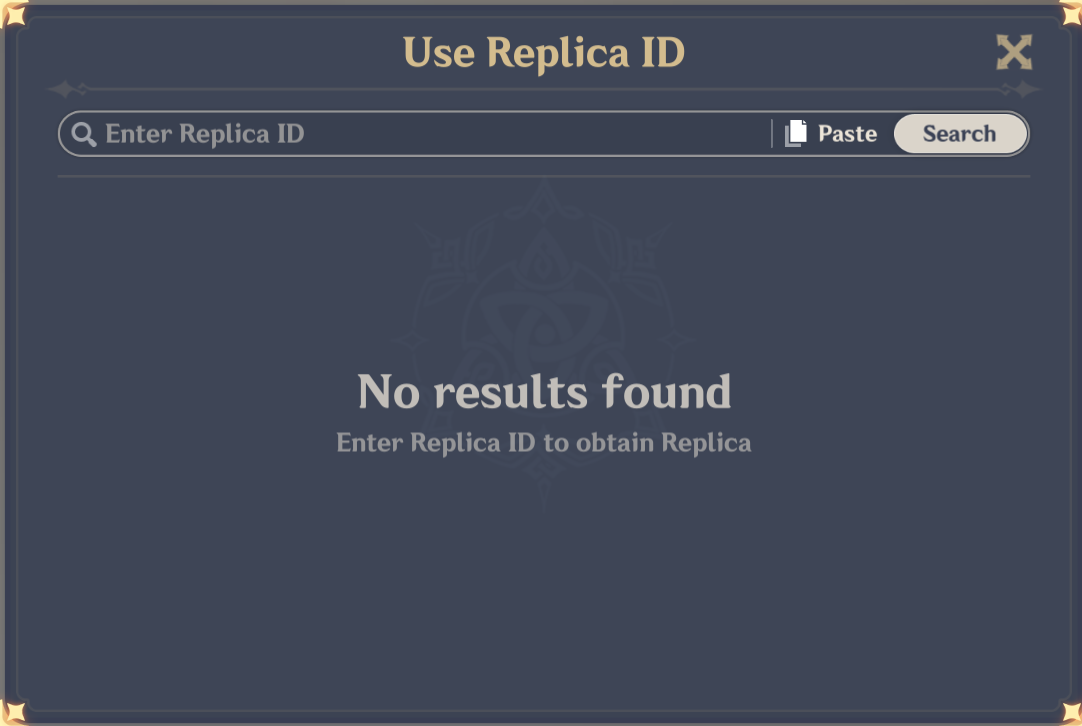 Use Replica ID
Enter Replica ID
Paste
Search
No results found
Enter Replica ID to obtain Replica